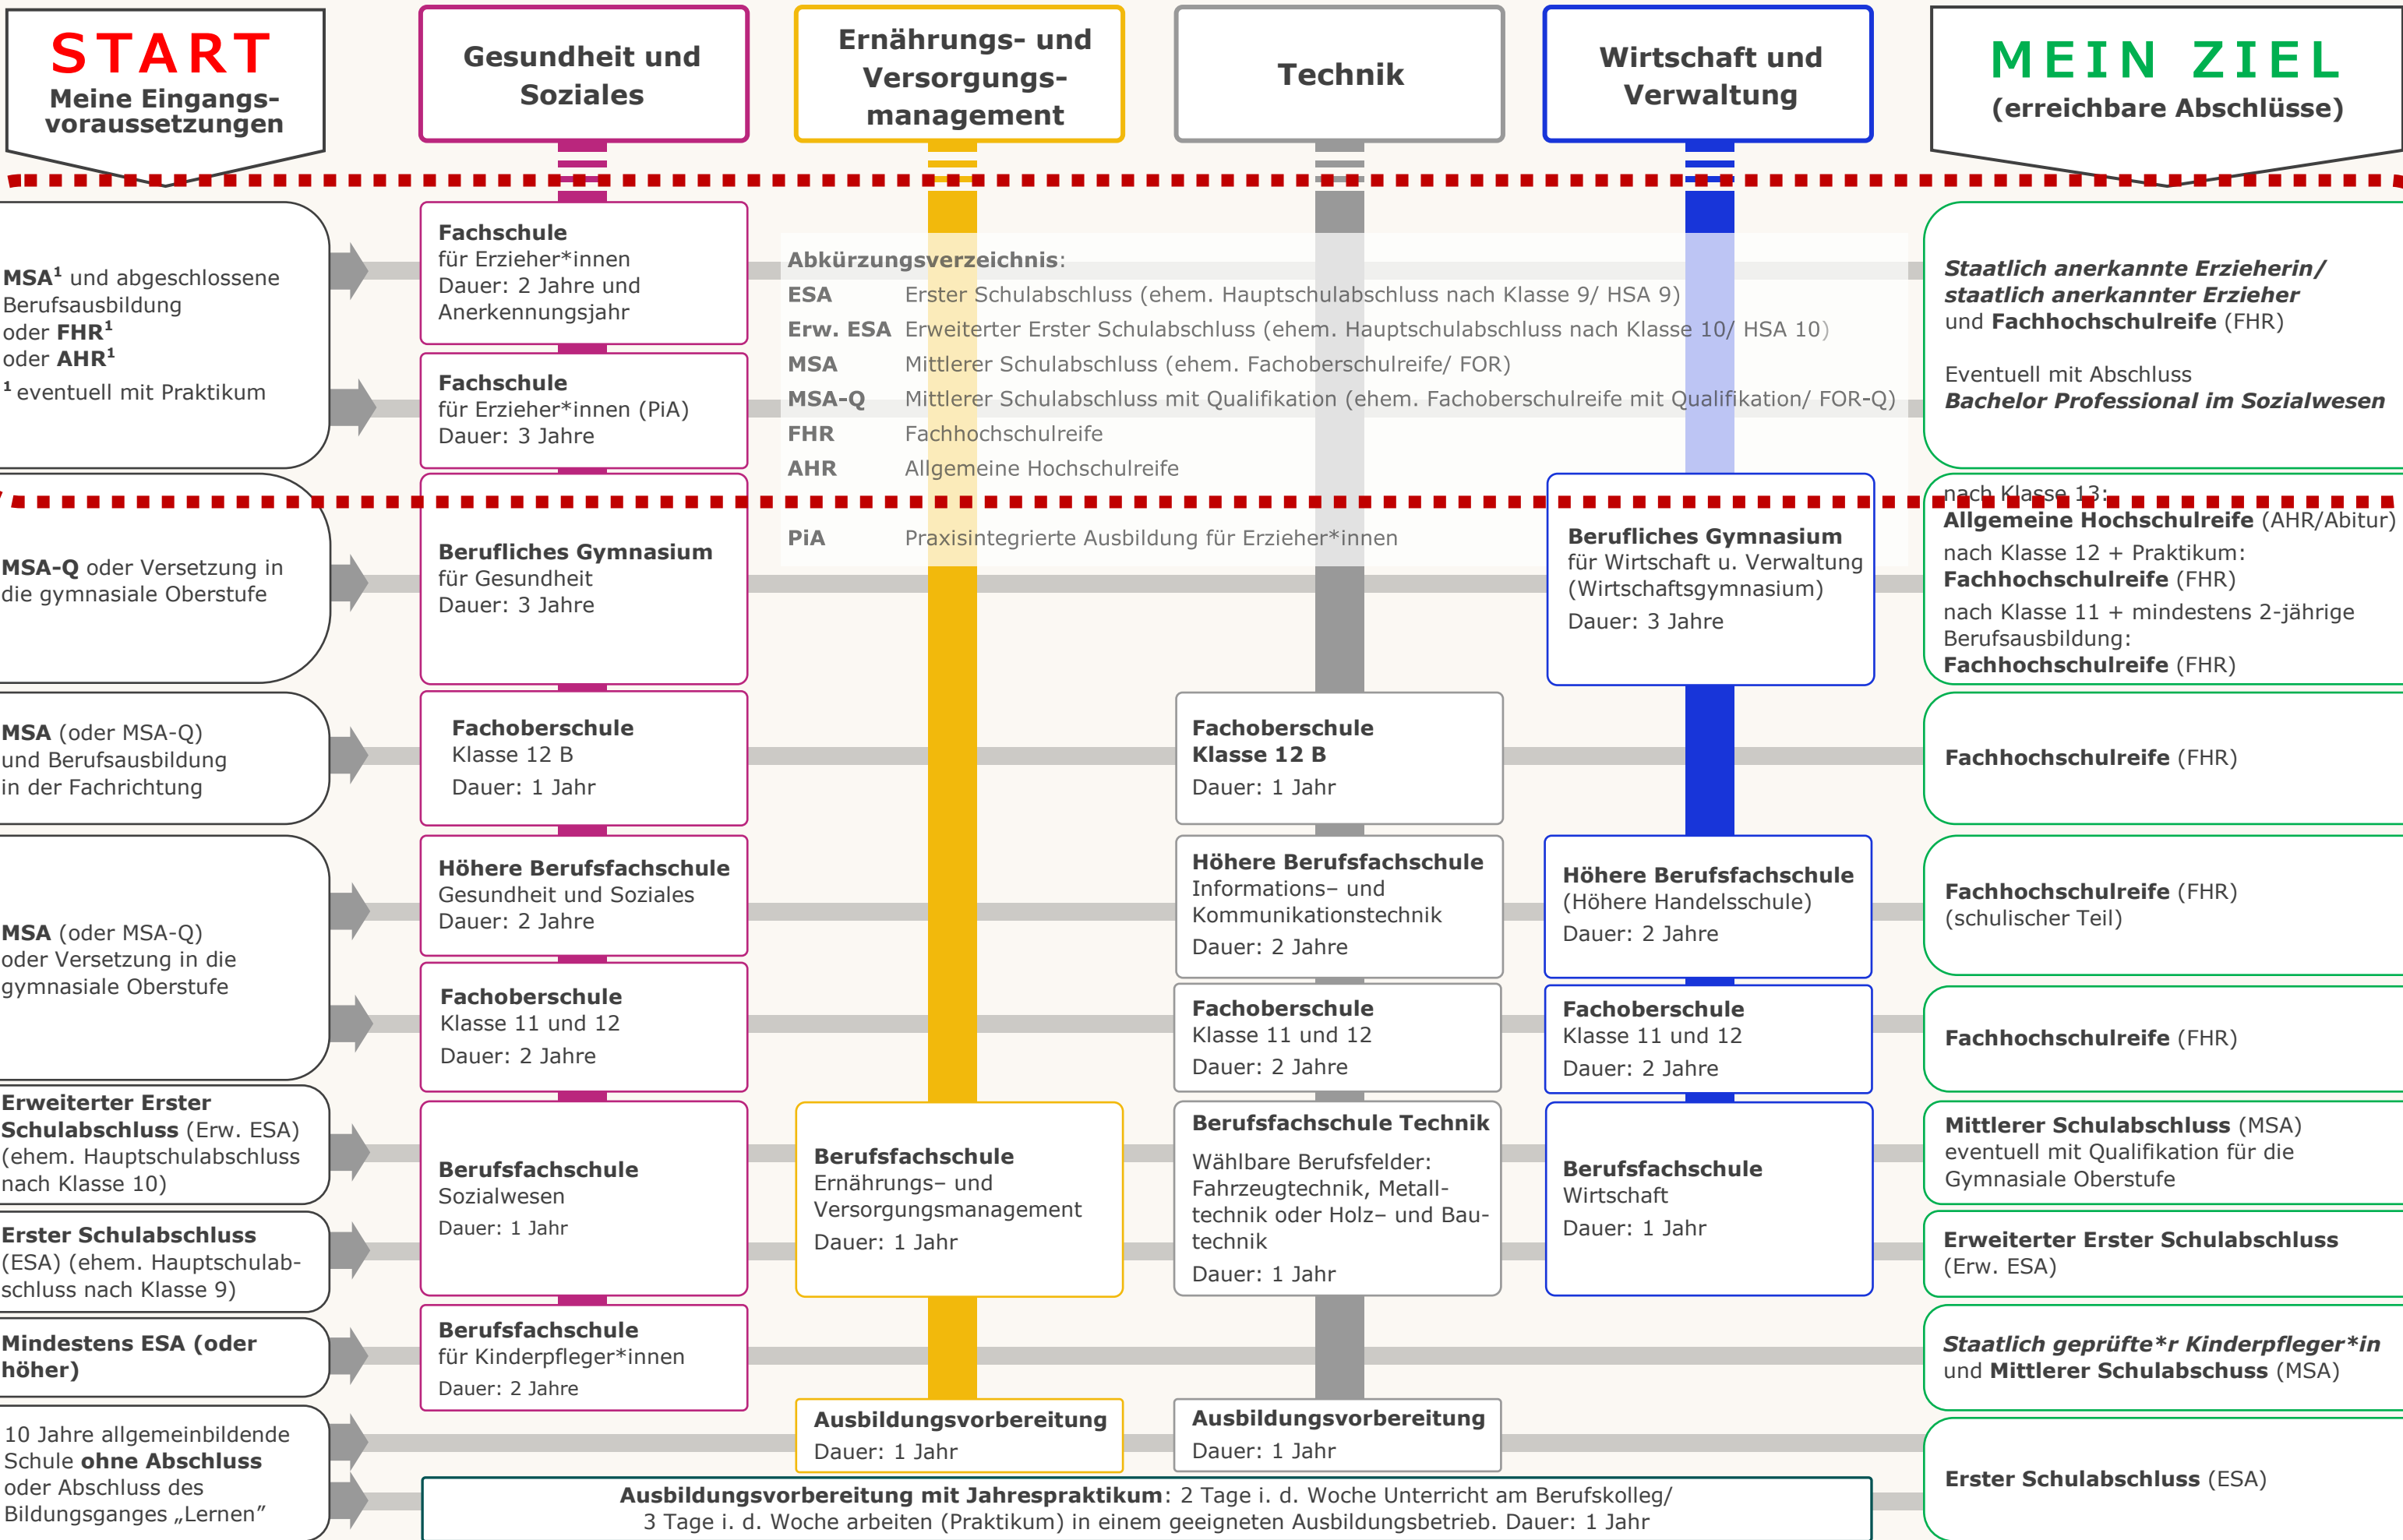 START
Meine Eingangs-
voraussetzungen
Gesundheit und
Soziales
Ernährungs- und
Versorgungs-
management
Technik
Wirtschaft und
Verwaltung
MEIN ZIEL
(erreichbare Abschlüsse)
MSA¹ und abgeschlossene
Berufsausbildung
oder FHR¹
oder AHR¹
¹ eventuell mit Praktikum
Fachschule
für Erzieher*innen
Dauer: 2 Jahre und
Anerkennungsjahr
Fachschule
für Erzieher*innen (PiA)
Dauer: 3 Jahre
Abkürzungsverzeichnis:
ESA Erster Schulabschluss (ehem. Hauptschulabschluss nach Klasse 9/ HSA 9)
Erw. ESA Erweiterter Erster Schulabschluss (ehem. Hauptschulabschluss nach Klasse 10/ HSA 10)
MSA Mittlerer Schulabschluss (ehem. Fachoberschulreife/ FOR)
MSA-Q Mittlerer Schulabschluss mit Qualifikation (ehem. Fachoberschulreife mit Qualifikation/ FOR-Q)
FHR Fachhochschulreife
AHR Allgemeine Hochschulreife
PiA Praxisintegrierte Ausbildung für Erzieher*innen
Staatlich anerkannte Erzieherin/
staatlich anerkannter Erzieher
und Fachhochschulreife (FHR)
Eventuell mit Abschluss
Bachelor Professional im Sozialwesen
MSA-Q oder Versetzung in
die gymnasiale Oberstufe
Berufliches Gymnasium
für Gesundheit
Dauer: 3 Jahre
Berufliches Gymnasium
für Wirtschaft u. Verwaltung
(Wirtschaftsgymnasium)
Dauer: 3 Jahre
nach Klasse 13:
Allgemeine Hochschulreife (AHR/Abitur)
nach Klasse 12 + Praktikum:
Fachhochschulreife (FHR)
nach Klasse 11 + mindestens 2-jährige
Berufsausbildung:
Fachhochschulreife (FHR)
MSA (oder MSA-Q)
und Berufsausbildung
in der Fachrichtung
Fachoberschule
Klasse 12 B
Dauer: 1 Jahr
Fachoberschule
Klasse 12 B
Dauer: 1 Jahr
Fachhochschulreife (FHR)
MSA (oder MSA-Q)
oder Versetzung in die
gymnasiale Oberstufe
Höhere Berufsfachschule
Gesundheit und Soziales
Dauer: 2 Jahre
Höhere Berufsfachschule
Informations– und
Kommunikationstechnik
Dauer: 2 Jahre
Höhere Berufsfachschule
(Höhere Handelsschule)
Dauer: 2 Jahre
Fachhochschulreife (FHR)
(schulischer Teil)
Fachoberschule
Klasse 11 und 12
Dauer: 2 Jahre
Fachoberschule
Klasse 11 und 12
Dauer: 2 Jahre
Fachoberschule
Klasse 11 und 12
Dauer: 2 Jahre
Fachhochschulreife (FHR)
Erweiterter Erster
Schulabschluss (Erw. ESA)
(ehem. Hauptschulabschluss
nach Klasse 10)
Erster Schulabschluss
(ESA) (ehem. Hauptschulab-
schluss nach Klasse 9)
Berufsfachschule
Sozialwesen
Dauer: 1 Jahr
Berufsfachschule
Ernährungs– und
Versorgungsmanagement
Dauer: 1 Jahr
Berufsfachschule Technik
Wählbare Berufsfelder:
Fahrzeugtechnik, Metall-
technik oder Holz– und Bau-
technik
Dauer: 1 Jahr
Berufsfachschule
Wirtschaft
Dauer: 1 Jahr
Mittlerer Schulabschluss (MSA)
eventuell mit Qualifikation für die
Gymnasiale Oberstufe
Erweiterter Erster Schulabschluss
(Erw. ESA)
Mindestens ESA (oder
höher)
Berufsfachschule
für Kinderpfleger*innen
Dauer: 2 Jahre
Staatlich geprüfte*r Kinderpfleger*in
und Mittlerer Schulabschuss (MSA)
10 Jahre allgemeinbildende
Schule ohne Abschluss
oder Abschluss des
Bildungsganges „Lernen”
Ausbildungsvorbereitung
Dauer: 1 Jahr
Ausbildungsvorbereitung
Dauer: 1 Jahr
Erster Schulabschluss (ESA)
Ausbildungsvorbereitung mit Jahrespraktikum: 2 Tage i. d. Woche Unterricht am Berufskolleg/
3 Tage i. d. Woche arbeiten (Praktikum) in einem geeigneten Ausbildungsbetrieb. Dauer: 1 Jahr